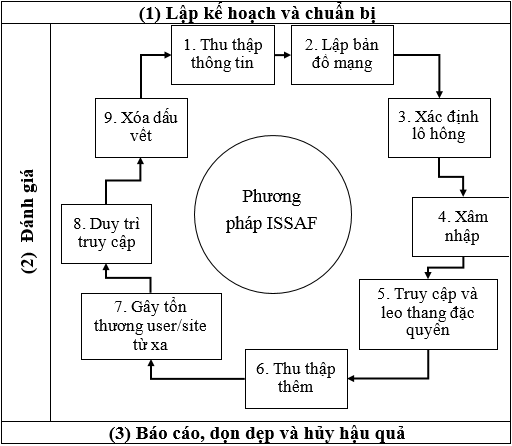 (1) Lập kế hoạch và chuẩn bị
(2) Đánh giá
1. Thu thập
thông tin
2. Lập bản
đồ mạng
3. Xác định
lô hông
4. Xâm
nhập
5. Truy cập và
leo thang đặc
quyên
6. Thu thập
thêm
7. Gây tổn
thương user/site
từ xa
8. Duy trì
truy cập
9. Xóa dấu
vêt
Phương
pháp ISSAF
(3) Báo cáo, dọn dẹp và hủy hậu quả